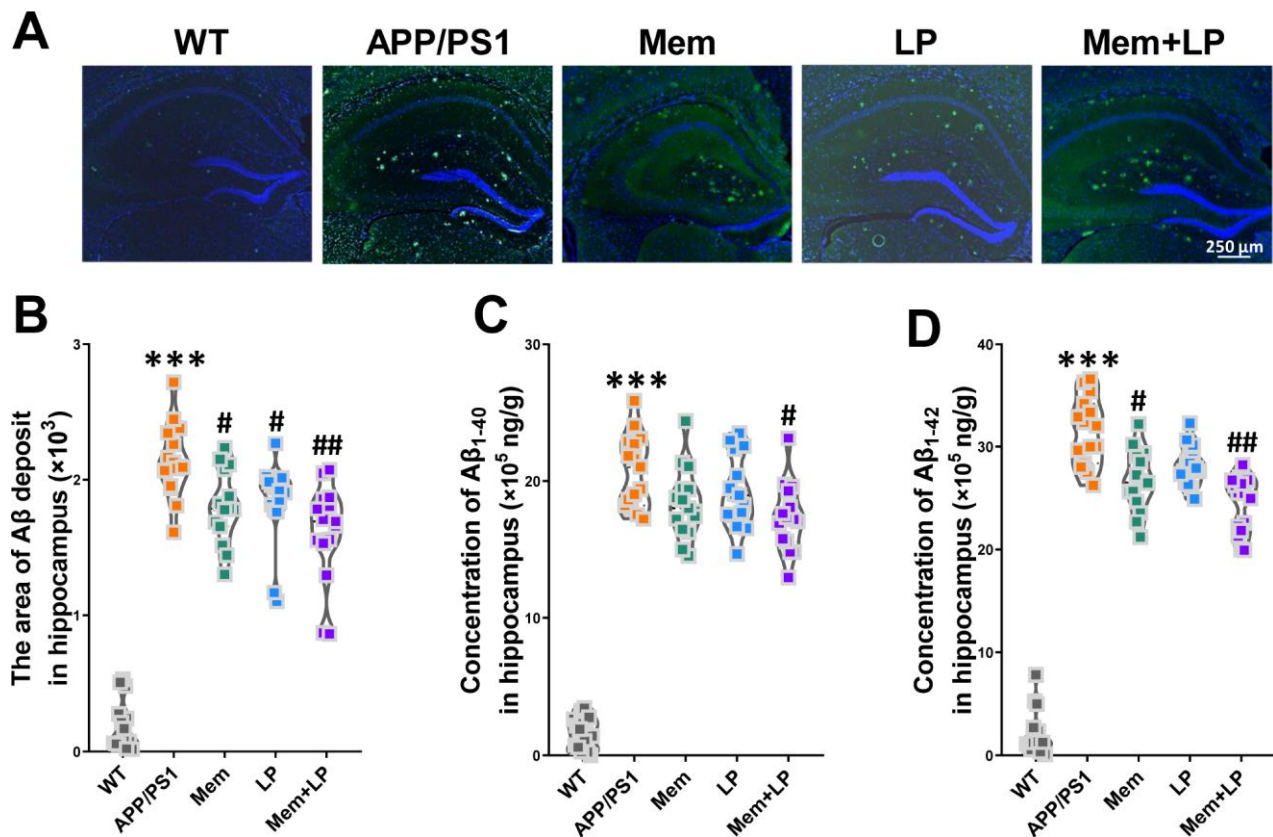 A
WT APP/PS1 Mem LP Mem+LP
250 μm
B
The area of Aβ deposit
in hippocampus (×10³)
3
2
1
0
***
#
#
##
WT APP/PS1 Mem LP Mem+LP
C
Concentration of Aβ₁₋₄₀
in hippocampus (×10⁵ ng/g)
30
20
10
0
***
#
WT APP/PS1 Mem LP Mem+LP
D
Concentration of Aβ₁₋₄₂
in hippocampus (×10⁵ ng/g)
40
30
20
10
0
***
#
##
WT APP/PS1 Mem LP Mem+LP